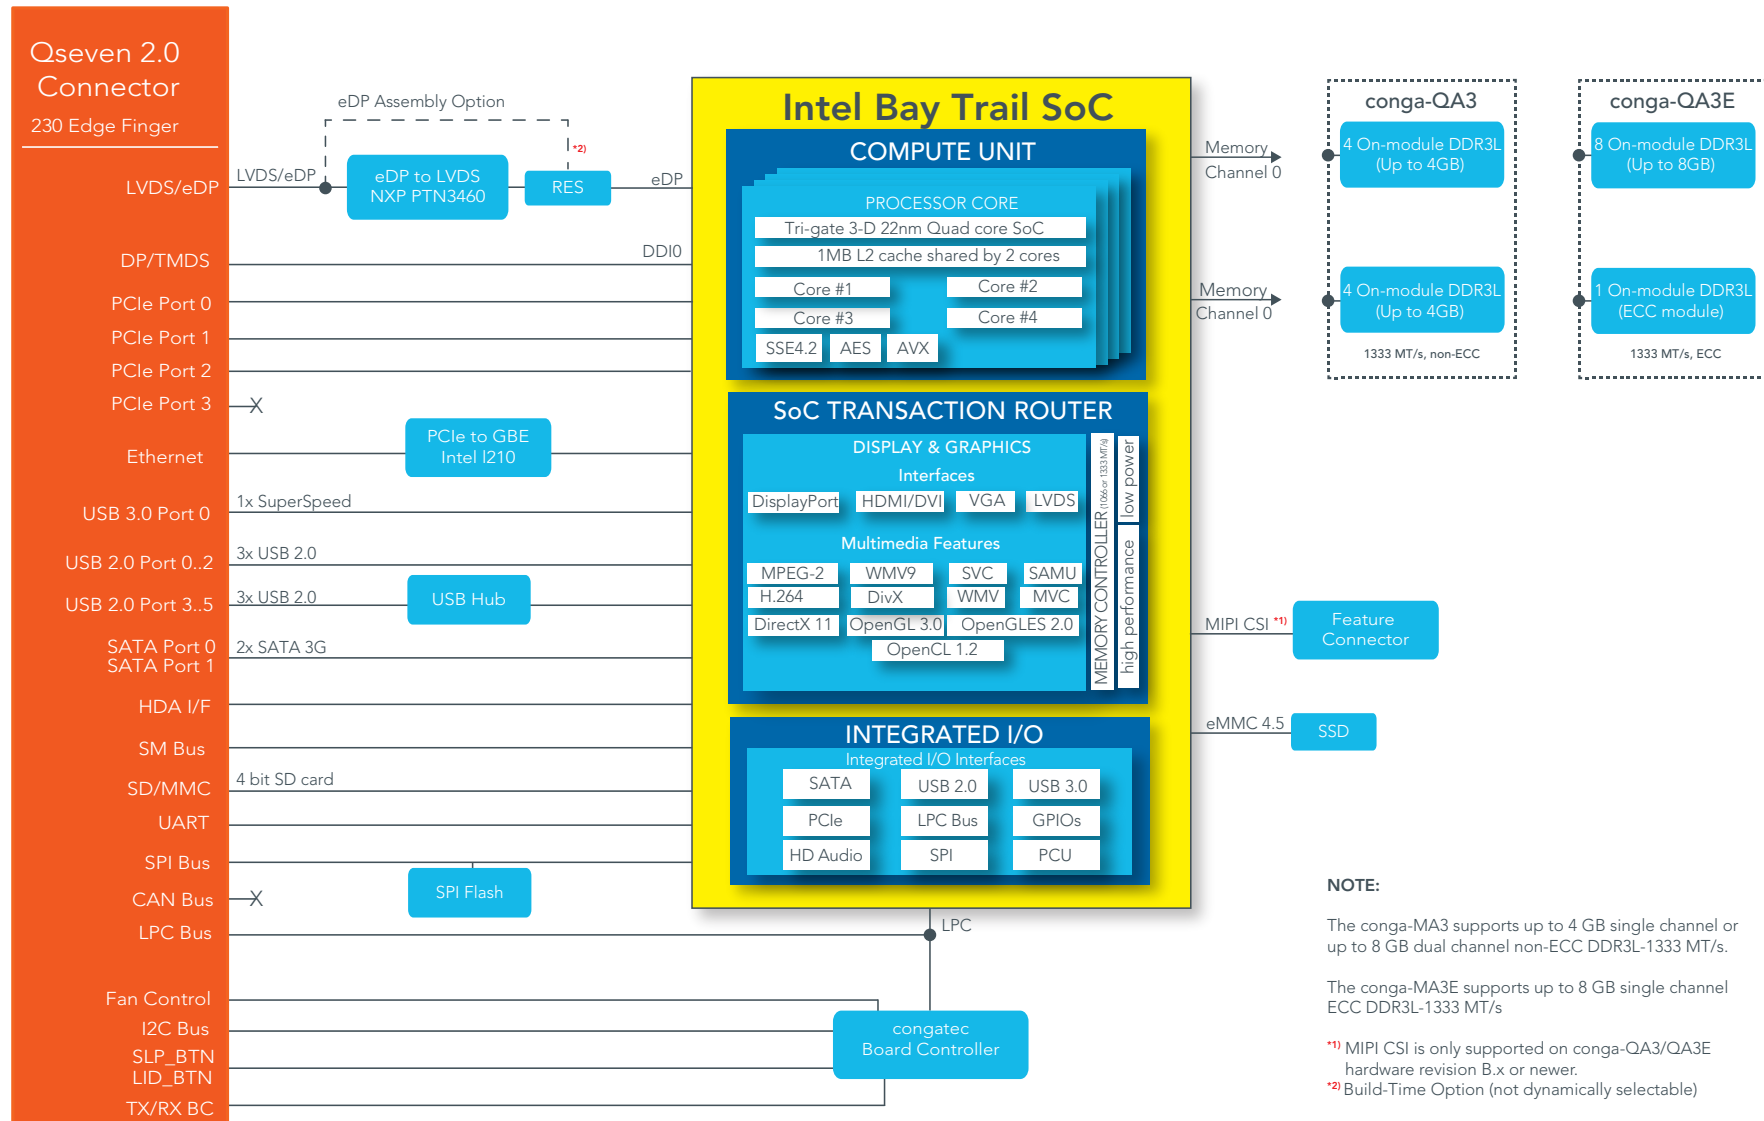 Qseven 2.0
Connector
230 Edge Finger
LVDS/eDP
DP/TMDS
PCIe Port 0
PCIe Port 1
PCIe Port 2
PCIe Port 3
Ethernet
USB 3.0 Port 0
USB 2.0 Port 0..2
USB 2.0 Port 3..5
SATA Port 0
SATA Port 1
HDA I/F
SM Bus
SD/MMC
UART
SPI Bus
CAN Bus
LPC Bus
Fan Control
I2C Bus
SLP_BTN
LID_BTN
TX/RX BC
eDP Assembly Option
*2)
LVDS/eDP
eDP to LVDS
NXP PTN3460
RES
eDP
DDI0
X
PCIe to GBE
Intel I210
1x SuperSpeed
3x USB 2.0
3x USB 2.0
USB Hub
2x SATA 3G
4 bit SD card
SPI Flash
X
LPC
congatec
Board Controller
Intel Bay Trail SoC
COMPUTE UNIT
PROCESSOR CORE
Tri-gate 3-D 22nm Quad core SoC
1MB L2 cache shared by 2 cores
Core #1
Core #2
Core #3
Core #4
SSE4.2
AES
AVX
SoC TRANSACTION ROUTER
DISPLAY & GRAPHICS
Interfaces
DisplayPort
HDMI/DVI
VGA
LVDS
Multimedia Features
MPEG-2
WMV9
SVC
SAMU
H.264
DivX
WMV
MVC
DirectX 11
OpenGL 3.0
OpenGLES 2.0
OpenCL 1.2
MEMORY CONTROLLER (1066 or 1333 MT/s)
low power
high performance
INTEGRATED I/O
Integrated I/O Interfaces
SATA
USB 2.0
USB 3.0
PCIe
LPC Bus
GPIOs
HD Audio
SPI
PCU
Memory
Channel 0
Memory
Channel 0
conga-QA3
4 On-module DDR3L
(Up to 4GB)
4 On-module DDR3L
(Up to 4GB)
1333 MT/s, non-ECC
conga-QA3E
8 On-module DDR3L
(Up to 8GB)
1 On-module DDR3L
(ECC module)
1333 MT/s, ECC
MIPI CSI *1)
Feature
Connector
eMMC 4.5
SSD
NOTE:
The conga-MA3 supports up to 4 GB single channel or
up to 8 GB dual channel non-ECC DDR3L-1333 MT/s.
The conga-MA3E supports up to 8 GB single channel
ECC DDR3L-1333 MT/s
*1) MIPI CSI is only supported on conga-QA3/QA3E
hardware revision B.x or newer.
*2) Build-Time Option (not dynamically selectable)